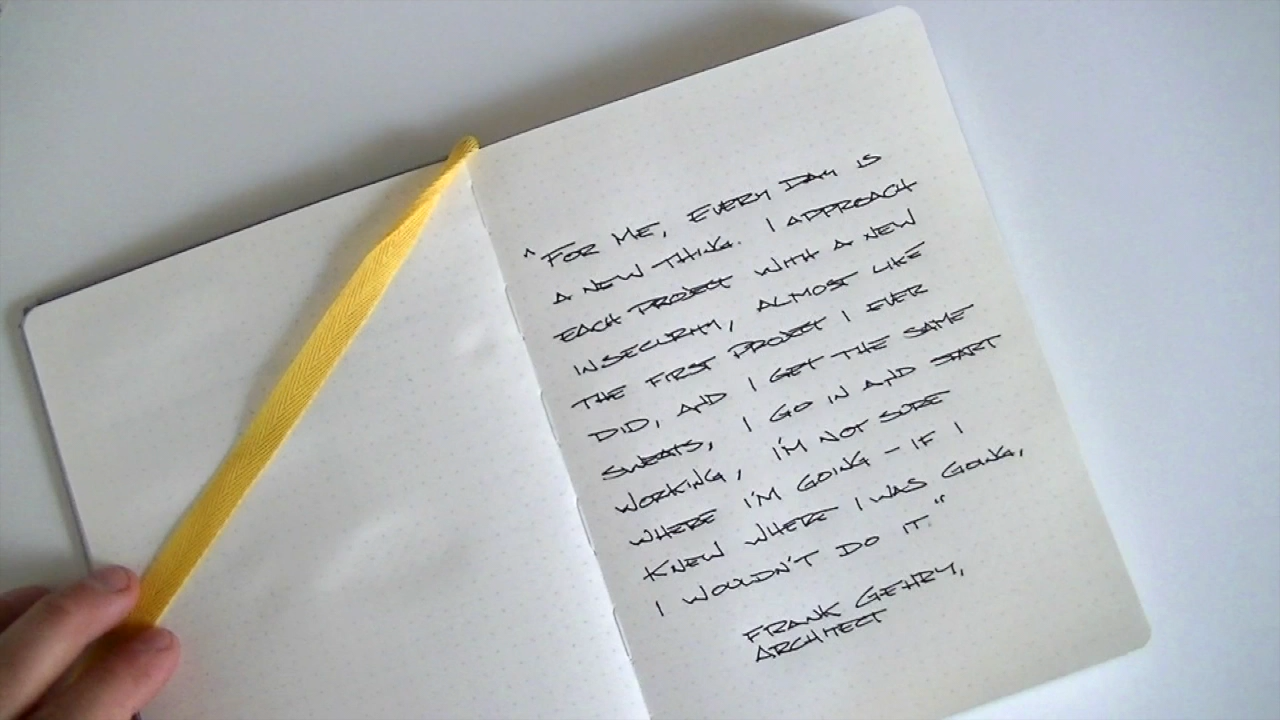 "FOR ME, EVERY DAY IS
A NEW THING. I APPROACH
EACH PROJECT WITH A NEW
INSECURITY, ALMOST LIKE
THE FIRST PROJECT I EVER
DID, AND I GET THE SAME
SWEATS, I GO IN AND START
WORKING, I'M NOT SURE
WHERE I'M GOING – IF I
KNEW WHERE I WAS GOING,
I WOULDN'T DO IT."
FRANK GEHRY,
ARCHITECT